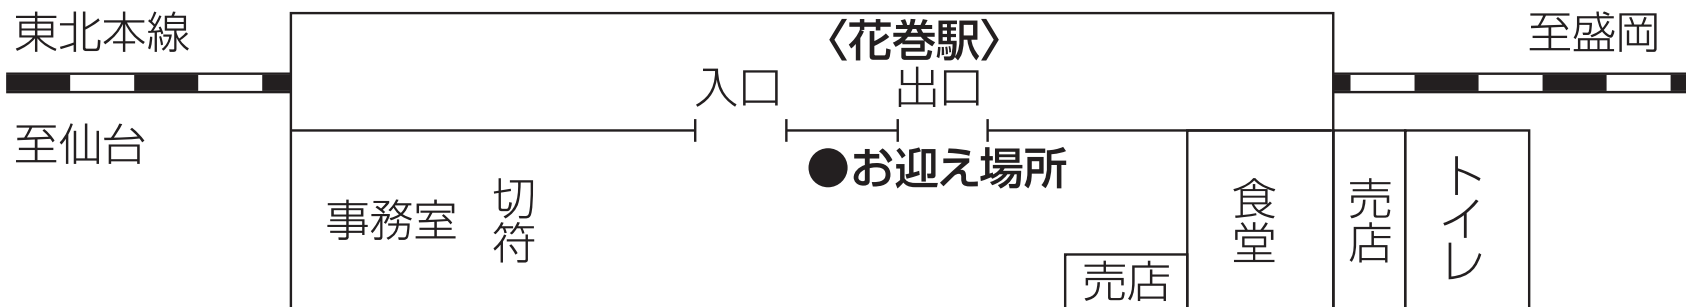 東北本線
至仙台
〈花巻駅〉
入口
出口
至盛岡
●お迎え場所
事務室
切符
売店
食堂
売店
トイレ